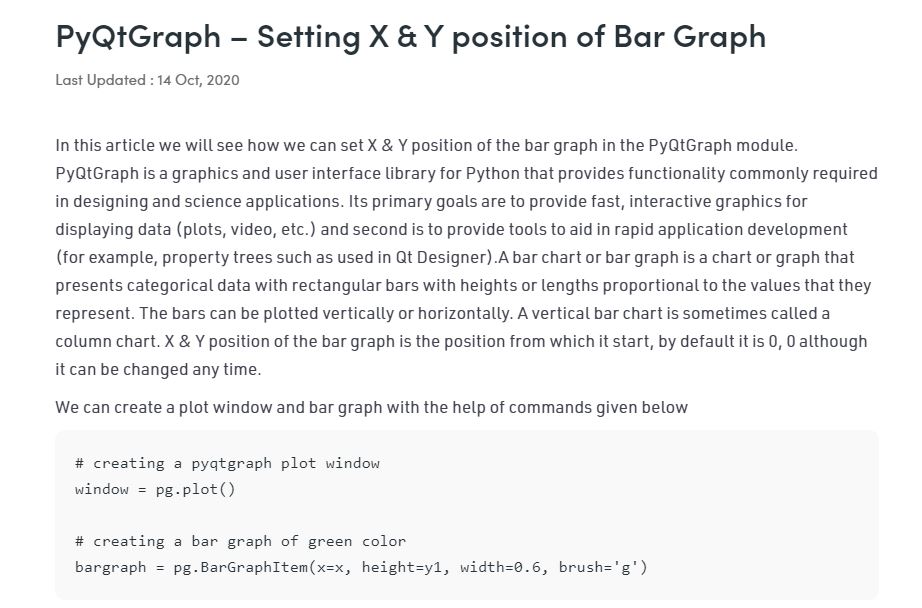 PyQtGraph – Setting X & Y position of Bar Graph
Last Updated : 14 Oct, 2020
In this article we will see how we can set X & Y position of the bar graph in the PyQtGraph module.
PyQtGraph is a graphics and user interface library for Python that provides functionality commonly required
in designing and science applications. Its primary goals are to provide fast, interactive graphics for
displaying data (plots, video, etc.) and second is to provide tools to aid in rapid application development
(for example, property trees such as used in Qt Designer).A bar chart or bar graph is a chart or graph that
presents categorical data with rectangular bars with heights or lengths proportional to the values that they
represent. The bars can be plotted vertically or horizontally. A vertical bar chart is sometimes called a
column chart. X & Y position of the bar graph is the position from which it start, by default it is 0, 0 although
it can be changed any time.
We can create a plot window and bar graph with the help of commands given below
# creating a pyqtgraph plot window
window = pg.plot()
# creating a bar graph of green color
bargraph = pg.BarGraphItem(x=x, height=y1, width=0.6, brush='g')